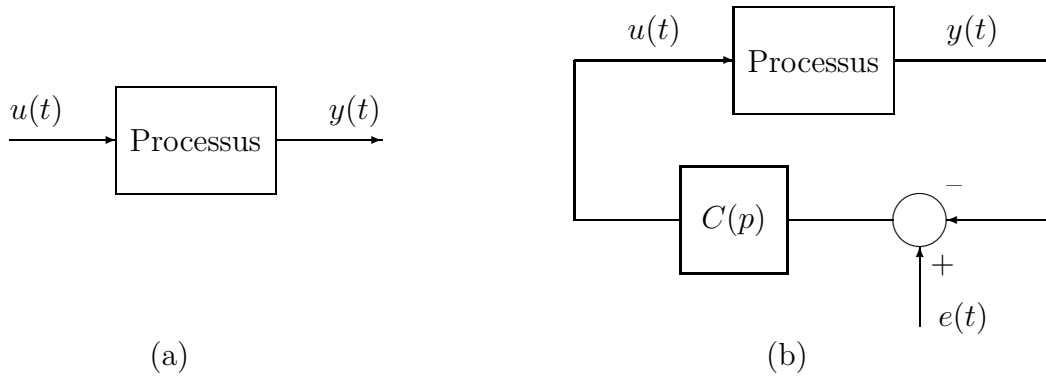 u(t)
Processus
y(t)
(a)
u(t)
Processus
y(t)
C(p)
−
+
e(t)
(b)